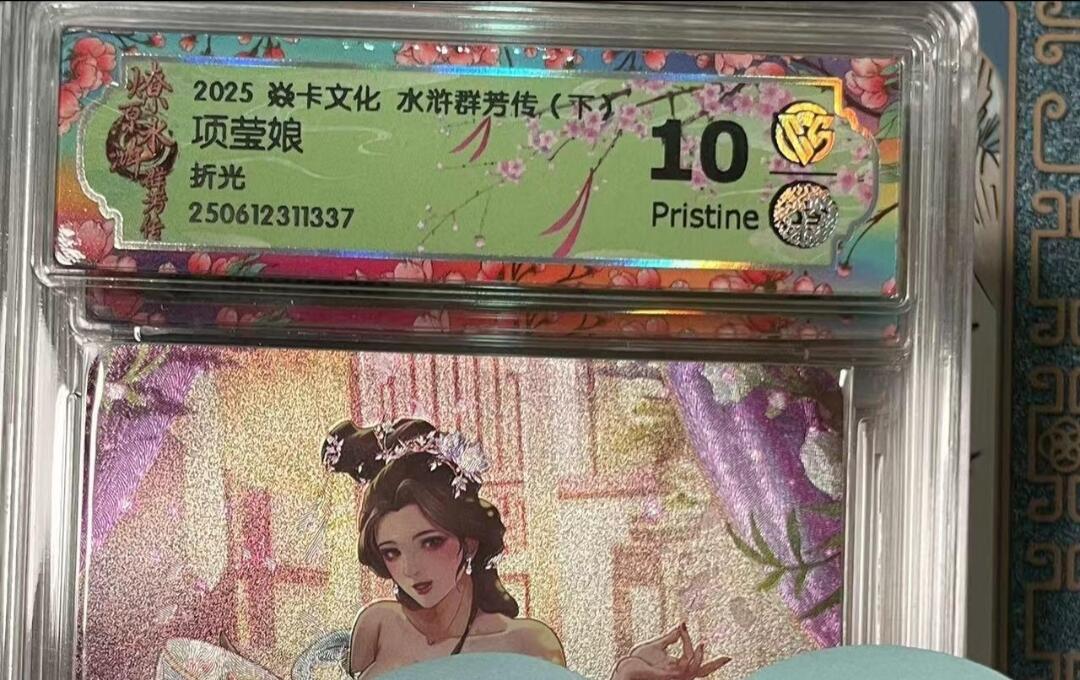 2025 焱卡文化 水浒群芳传（下）
项莹娘
折光
250612311337
10
Pristine